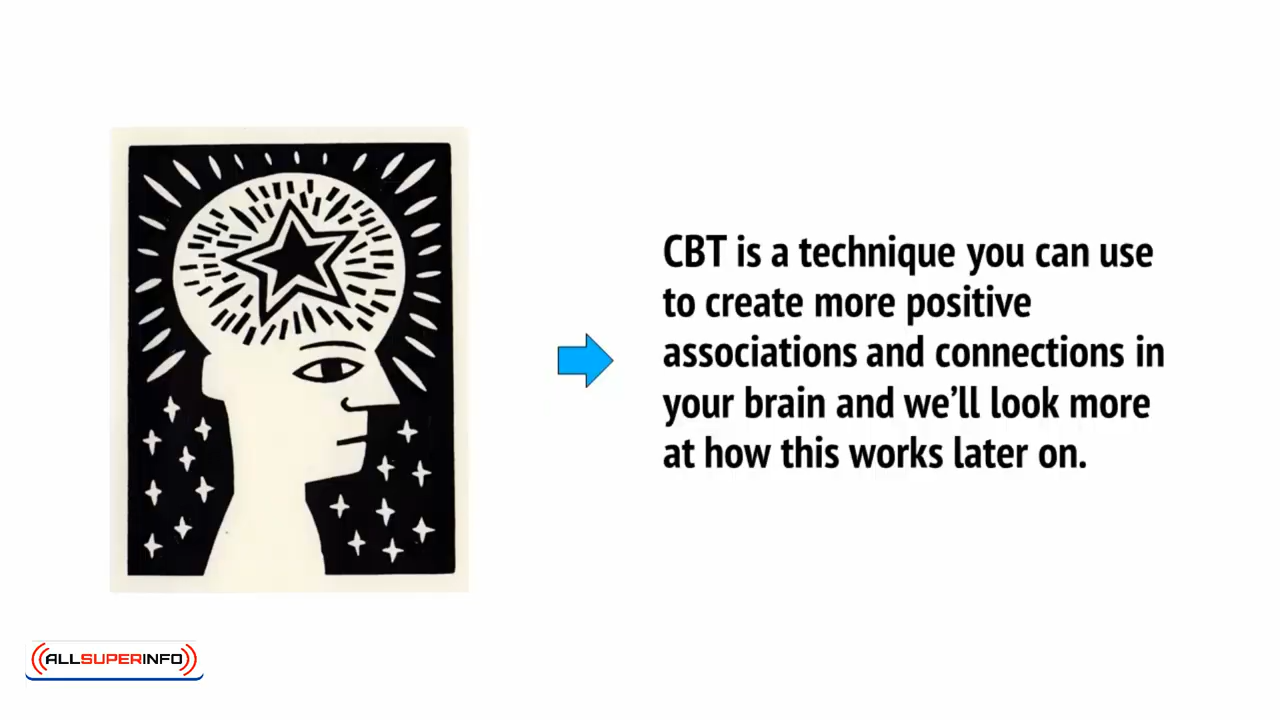 CBT is a technique you can use
to create more positive
associations and connections in
your brain and we’ll look more
at how this works later on.
ALLSUPERINFO